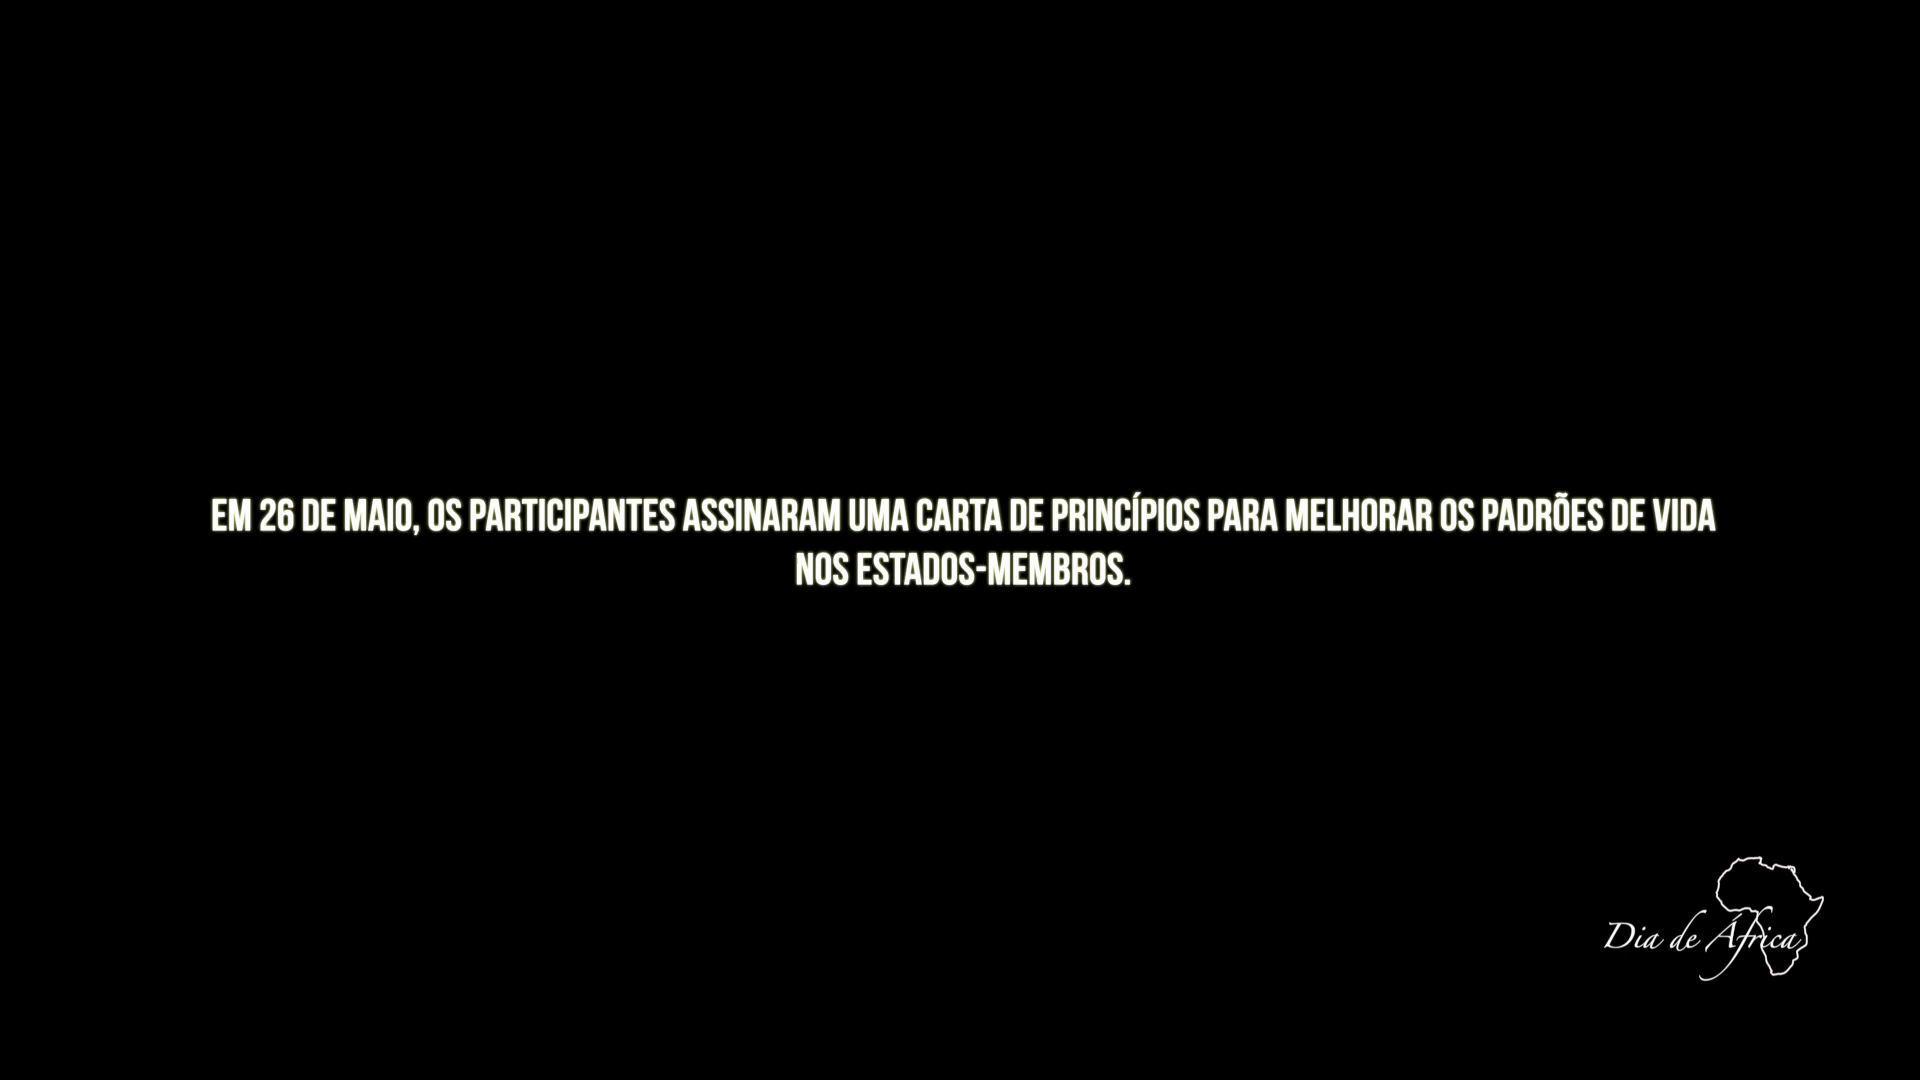 EM 26 DE MAIO, OS PARTICIPANTES ASSINARAM UMA CARTA DE PRINCÍPIOS PARA MELHORAR OS PADRÕES DE VIDA
NOS ESTADOS-MEMBROS.
Dia de África